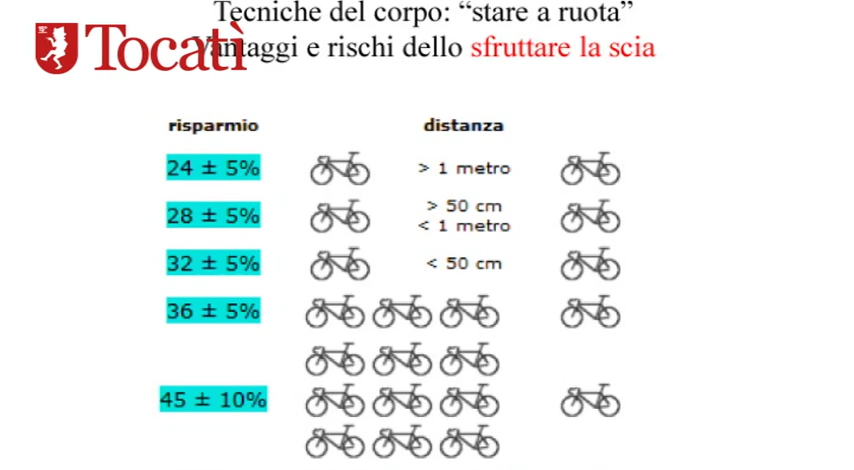 Tecniche del corpo: “stare a ruota”
Tocatì
Vantaggi e rischi dello sfruttare la scia
risparmio distanza
24 ± 5% > 1 metro
28 ± 5% > 50 cm
< 1 metro
32 ± 5% < 50 cm
36 ± 5%
45 ± 10%